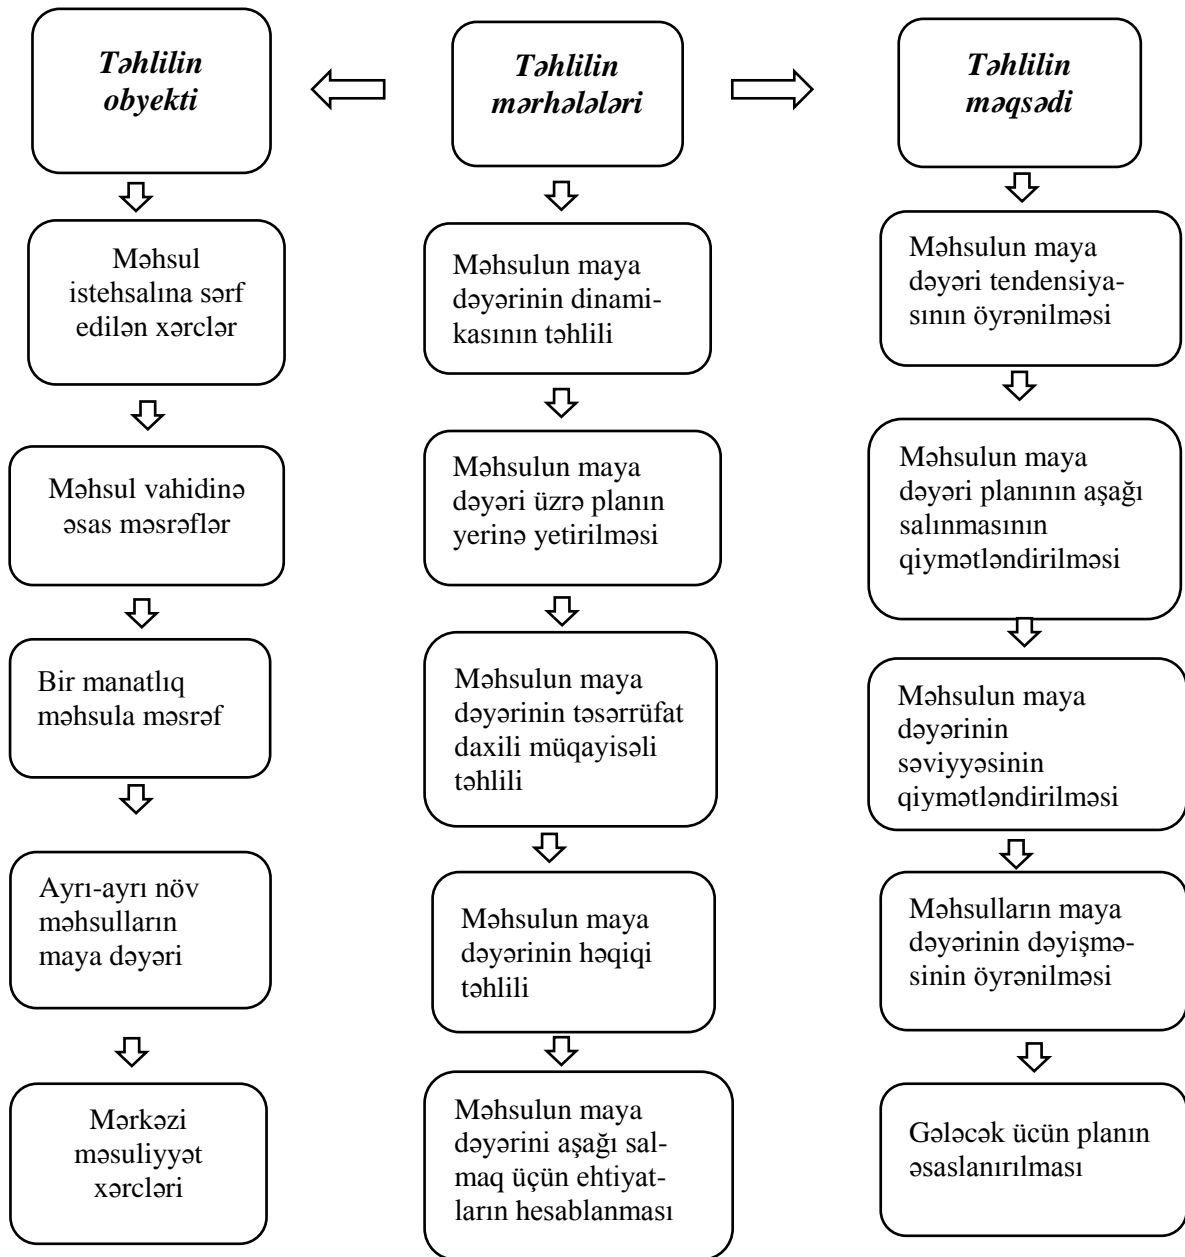 Təhlilin
obyekti
Təhlilin
mərhələləri
Təhlilin
məqsədi
Məhsul
istehsalına sərf
edilən xərclər
Məhsulun maya
dəyərinin dinami-
kasının təhlili
Məhsulun maya
dəyəri tendensiya-
sının öyrənilməsi
Məhsul vahidinə
əsas məsrəflər
Məhsulun maya
dəyəri üzrə planın
yerinə yetirilməsi
Məhsulun maya
dəyəri planının aşağı
salınmasının
qiymətləndirilməsi
Bir manatlıq
məhsula məsrəf
Məhsulun maya
dəyərinin təsərrüfat
daxili müqayisəli
təhlili
Məhsulun maya
dəyərinin
səviyyəsinin
qiymətləndirilməsi
Ayrı-ayrı növ
məhsulların
maya dəyəri
Məhsulun maya
dəyərinin həqiqi
təhlili
Məhsulların maya
dəyərinin dəyişmə-
sinin öyrənilməsi
Mərkəzi
məsuliyyət
xərcləri
Məhsulun maya
dəyərini aşağı sal-
maq üçün ehtiyat-
ların hesablanması
Gələcək ücün planın
əsaslanırılması